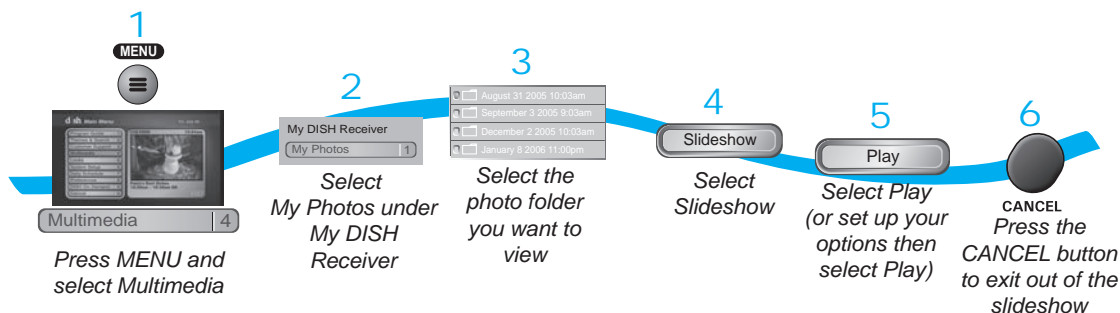 1
MENU
dish Main Menu
Multimedia 4
Press MENU and
select Multimedia
2
My DISH Receiver
My Photos 1
Select
My Photos under
My DISH
Receiver
3
August 31 2005 10:03am
September 3 2005 9:03am
December 2 2005 10:03am
January 8 2006 11:00pm
Select the
photo folder
you want to
view
4
Slideshow
Select
Slideshow
5
Play
Select Play
(or set up your
options then
select Play)
6
CANCEL
Press the
CANCEL button
to exit out of the
slideshow